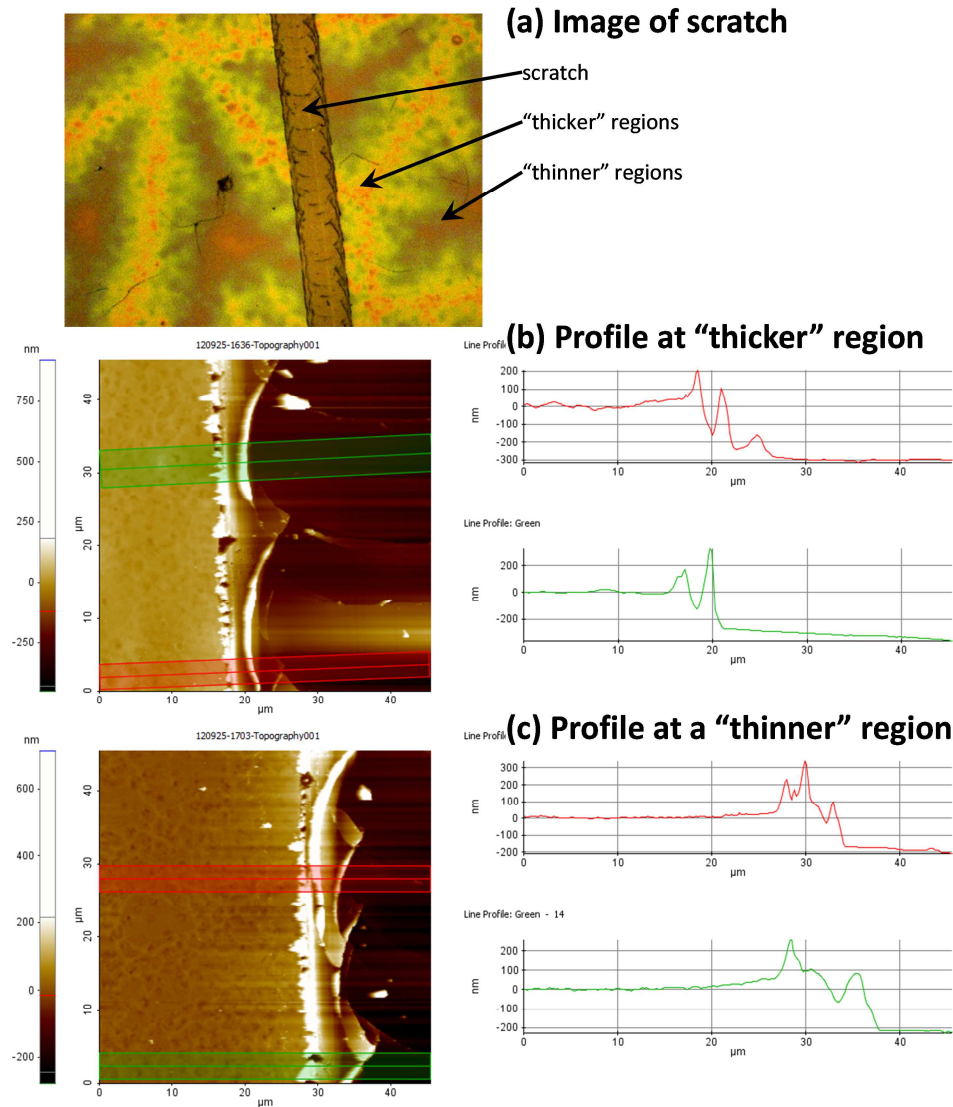 (a) Image of scratch
scratch
“thicker” regions
“thinner” regions
(b) Profile at “thicker” region
nm
120925-1636-Topography001
Line Profile
750
500
250
0
-250
µm
40
30
20
10
0
0
10
20
30
40
µm
nm
200
100
0
-100
-200
-300
0
10
20
30
40
µm
Line Profile: Green
nm
200
0
-200
0
10
20
30
40
µm
(c) Profile at a “thinner” region
nm
120925-1703-Topography001
Line Profile
600
400
200
0
-200
µm
40
30
20
10
0
0
10
20
30
40
µm
nm
300
200
100
0
-100
-200
0
10
20
30
40
µm
Line Profile: Green - 14
nm
200
100
0
-100
-200
0
10
20
30
40
µm